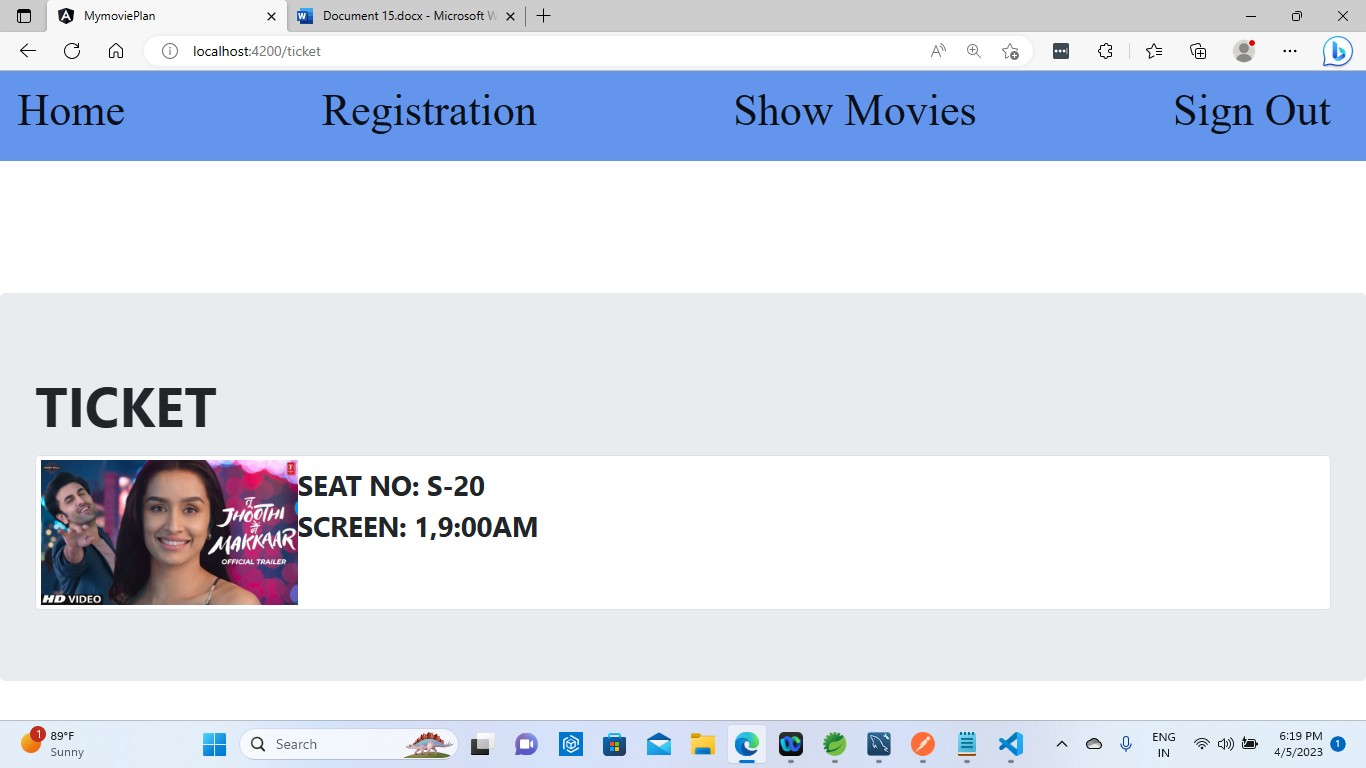 MymoviePlan
Document 15.docx - Microsoft W
localhost:4200/ticket
Home Registration Show Movies Sign Out
TICKET
तू
JHOOTHI
मैं
MAKKAAR
OFFICIAL TRAILER
HD VIDEO
SEAT NO: S-20
SCREEN: 1,9:00AM
1
89°F
Sunny
Search
ENG
IN
6:19 PM
4/5/2023
1